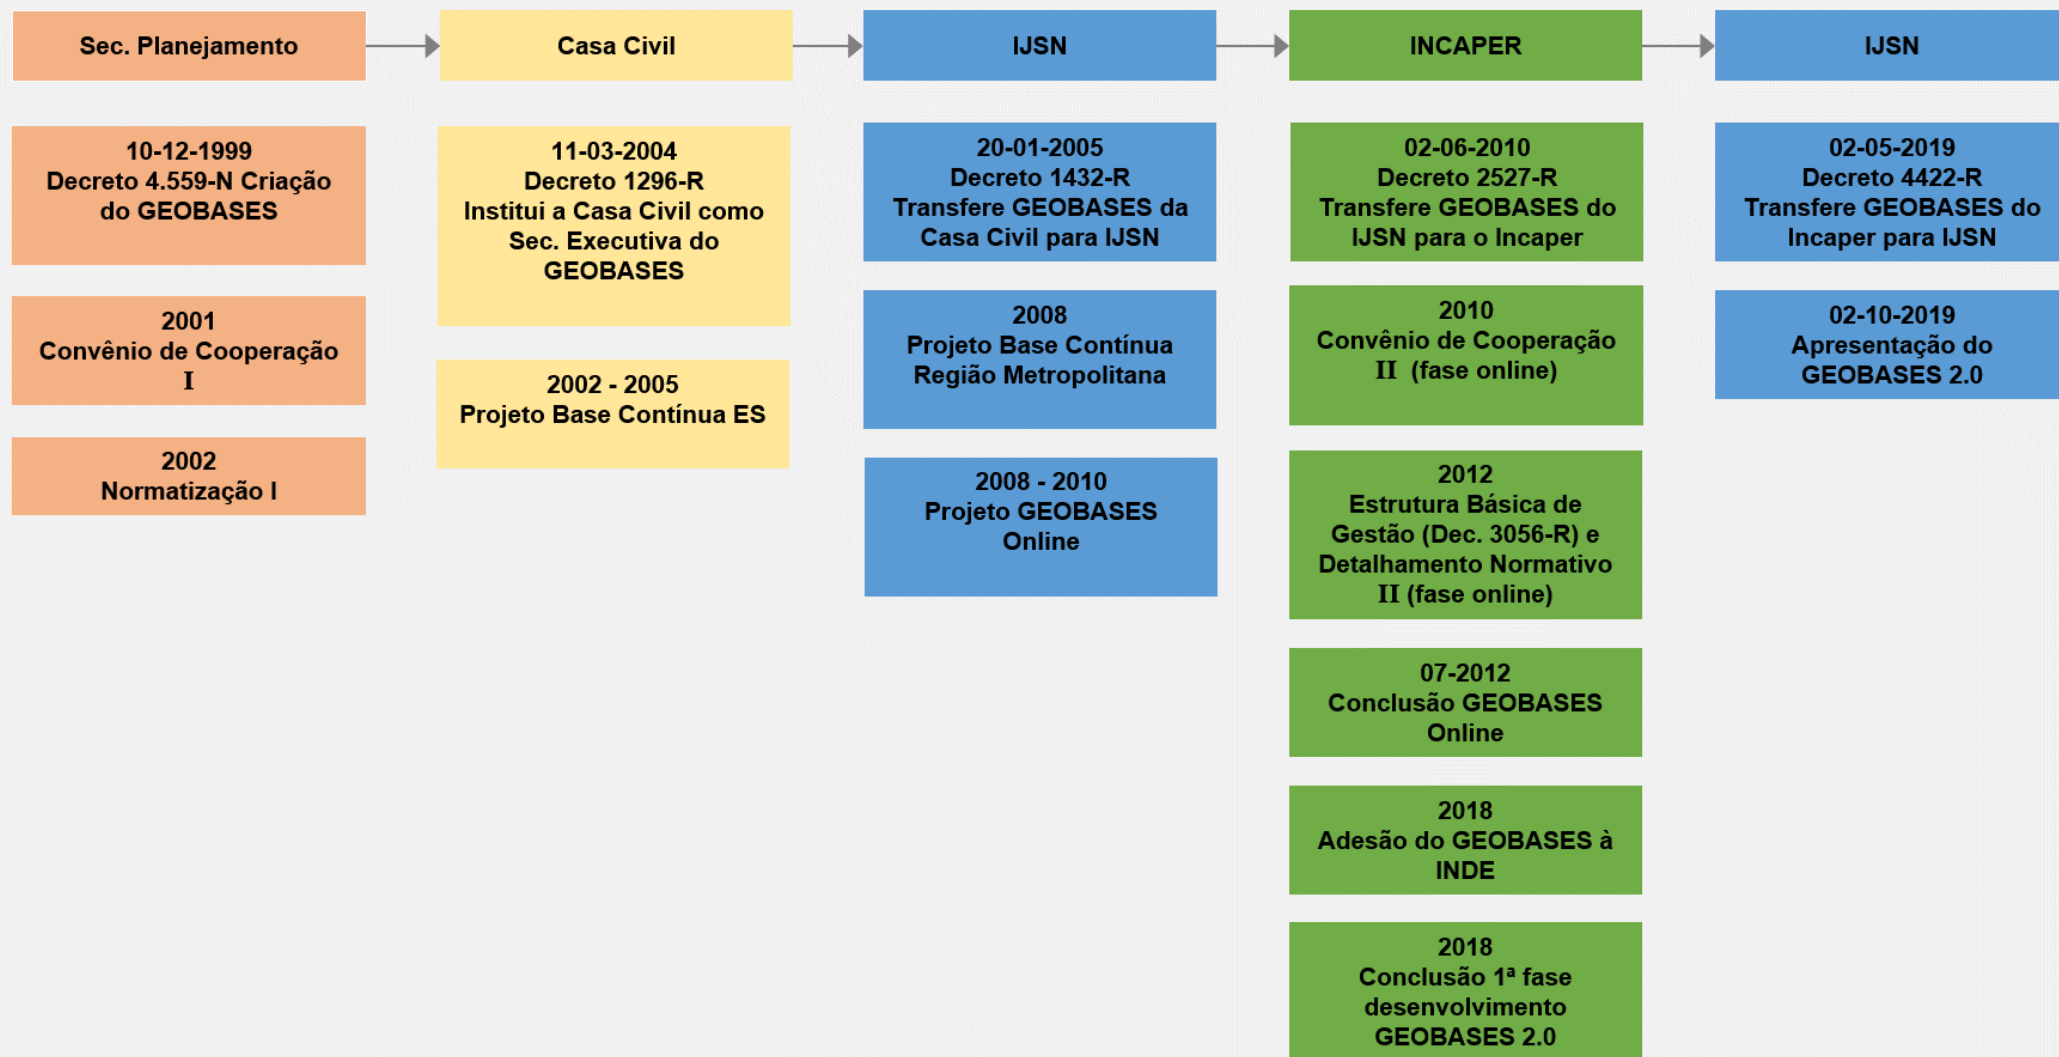 Sec. Planejamento
Casa Civil
IJSN
INCAPER
IJSN
10-12-1999
Decreto 4.559-N Criação
do GEOBASES
2001
Convênio de Cooperação
I
2002
Normatização I
11-03-2004
Decreto 1296-R
Institui a Casa Civil como
Sec. Executiva do
GEOBASES
2002 - 2005
Projeto Base Contínua ES
20-01-2005
Decreto 1432-R
Transfere GEOBASES da
Casa Civil para IJSN
2008
Projeto Base Contínua
Região Metropolitana
2008 - 2010
Projeto GEOBASES
Online
02-06-2010
Decreto 2527-R
Transfere GEOBASES do
IJSN para o Incaper
2010
Convênio de Cooperação
II (fase online)
2012
Estrutura Básica de
Gestão (Dec. 3056-R) e
Detalhamento Normativo
II (fase online)
07-2012
Conclusão GEOBASES
Online
2018
Adesão do GEOBASES à
INDE
2018
Conclusão 1ª fase
desenvolvimento
GEOBASES 2.0
02-05-2019
Decreto 4422-R
Transfere GEOBASES do
Incaper para IJSN
02-10-2019
Apresentação do
GEOBASES 2.0